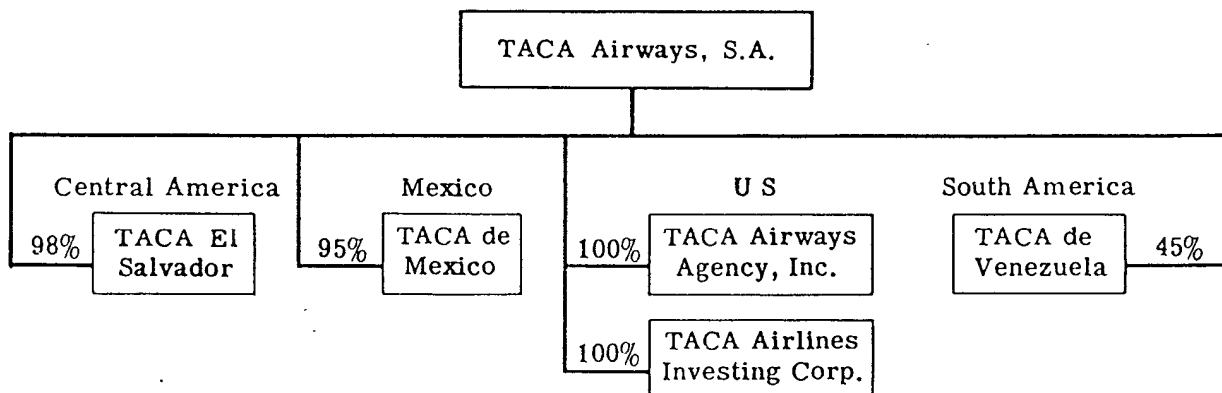 TACA Airways, S.A.
Central America
98%
TACA El
Salvador
Mexico
95%
TACA de
Mexico
U S
100%
TACA Airways
Agency, Inc.
100%
TACA Airlines
Investing Corp.
South America
TACA de
Venezuela
45%